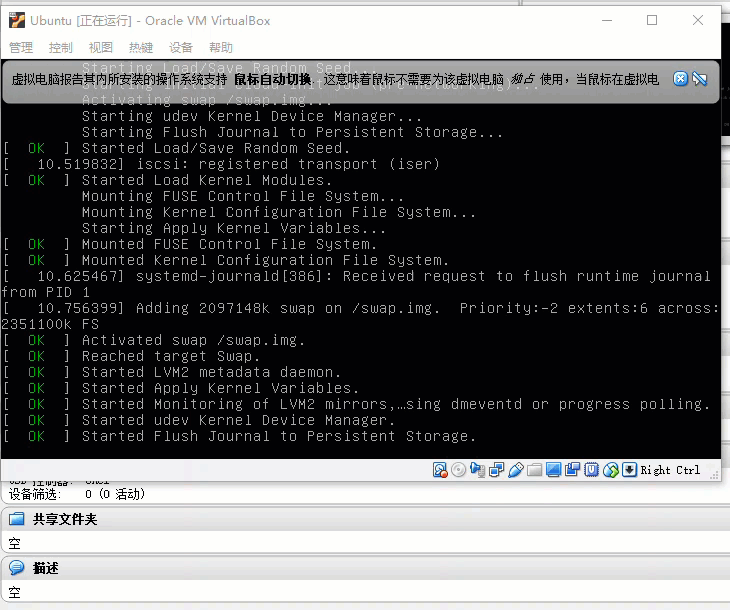 Ubuntu [正在运行] - Oracle VM VirtualBox
管理 控制 视图 热键 设备 帮助
Starting Load/Save Random Seed...
虚拟电脑报告其内所安装的操作系统支持 鼠标自动切换。这意味着鼠标不需要为该虚拟电脑 独占 使用，当鼠标在虚拟电
Activating swap /swap.img...
Starting udev Kernel Device Manager...
Starting Flush Journal to Persistent Storage...
[  OK  ] Started Load/Save Random Seed.
[   10.519832] iscsi: registered transport (iser)
[  OK  ] Started Load Kernel Modules.
Mounting FUSE Control File System...
Mounting Kernel Configuration File System...
Starting Apply Kernel Variables...
[  OK  ] Mounted FUSE Control File System.
[  OK  ] Mounted Kernel Configuration File System.
[   10.625467] systemd-journald[386]: Received request to flush runtime journal
from PID 1
[   10.756399] Adding 2097148k swap on /swap.img.  Priority:-2 extents:6 across:
2351100k FS
[  OK  ] Activated swap /swap.img.
[  OK  ] Reached target Swap.
[  OK  ] Started LVM2 metadata daemon.
[  OK  ] Started Apply Kernel Variables.
[  OK  ] Started Monitoring of LVM2 mirrors,…sing dmeventd or progress polling.
[  OK  ] Started udev Kernel Device Manager.
[  OK  ] Started Flush Journal to Persistent Storage.
Right Ctrl
设备筛选: 0 (0 活动)
共享文件夹
空
描述
空